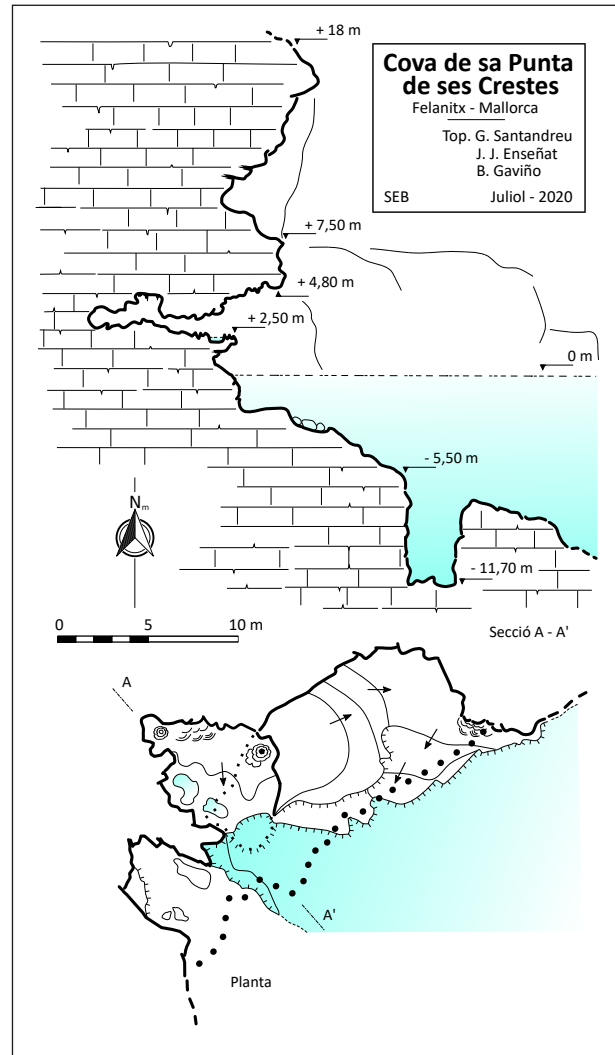 + 18 m
Cova de sa Punta
de ses Crestes
Felanitx - Mallorca
Top. G. Santandreu
J. J. Enseñat
B. Gaviño
SEB Juliol - 2020
+ 7,50 m
+ 4,80 m
+ 2,50 m
0 m
- 5,50 m
Nm
- 11,70 m
0 5 10 m
Secció A - A'
A
A'
Planta